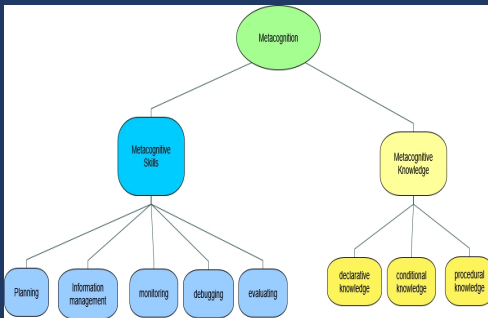 Metacognition
Metacognitive
Skills
Metacognitive
Knowledge
Planning
Information
management
monitoring
debugging
evaluating
declarative
knowledge
conditional
knowledge
procedural
knowledge